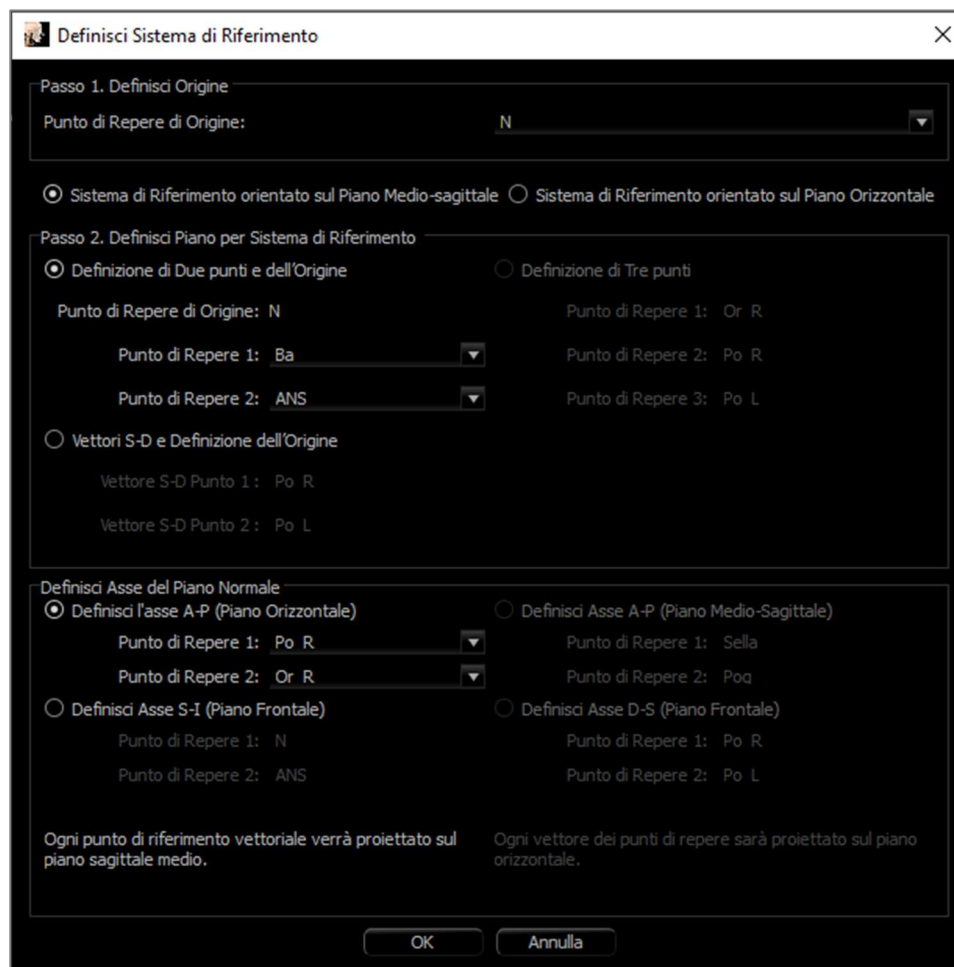 Definisci Sistema di Riferimento
Passo 1. Definisci Origine
Punto di Repere di Origine: N
Sistema di Riferimento orientato sul Piano Medio-sagittale Sistema di Riferimento orientato sul Piano Orizzontale
Passo 2. Definisci Piano per Sistema di Riferimento
Definizione di Due punti e dell'Origine Definizione di Tre punti
Punto di Repere di Origine: N Punto di Repere 1: Or R
Punto di Repere 1: Ba Punto di Repere 2: Po R
Punto di Repere 2: ANS Punto di Repere 3: Po L
Vettori S-D e Definizione dell'Origine
Vettore S-D Punto 1 : Po R
Vettore S-D Punto 2 : Po L
Definisci Asse del Piano Normale
Definisci l'asse A-P (Piano Orizzontale) Definisci Asse A-P (Piano Medio-Sagittale)
Punto di Repere 1: Po R Punto di Repere 1: Sella
Punto di Repere 2: Or R Punto di Repere 2: Pog
Definisci Asse S-I (Piano Frontale) Definisci Asse D-S (Piano Frontale)
Punto di Repere 1: N Punto di Repere 1: Po R
Punto di Repere 2: ANS Punto di Repere 2: Po L
Ogni punto di riferimento vettoriale verrà proiettato sul Ogni vettore dei punti di repere sarà proiettato sul piano
piano sagittale medio. orizzontale.
OK Annulla